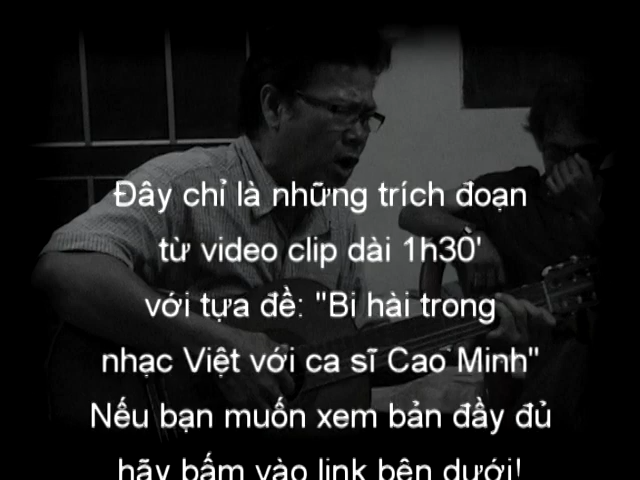 Đây chỉ là những trích đoạn
từ video clip dài 1h30'
với tựa đề: "Bi hài trong
nhạc Việt với ca sĩ Cao Minh"
Nếu bạn muốn xem bản đầy đủ
hãy bấm vào link bên dưới!